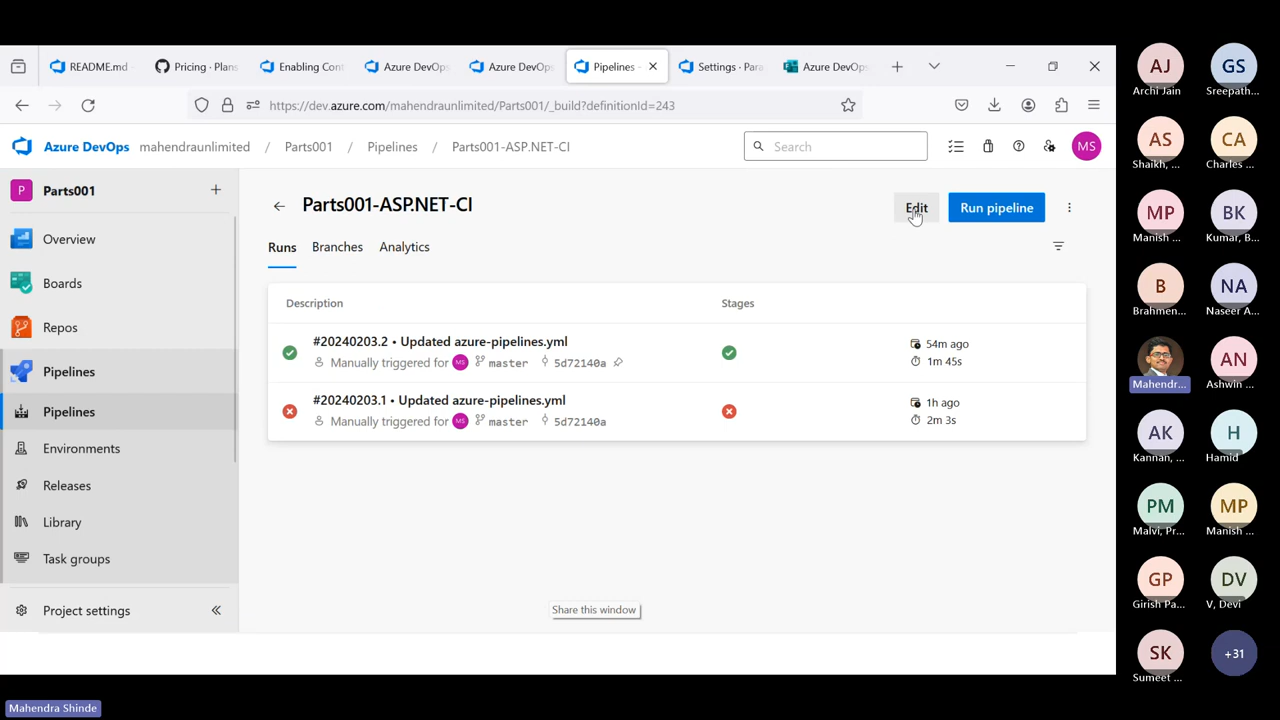 README.md
Pricing · Plans
Enabling Cont
Azure DevOp
Azure DevOp
Pipelines -
Settings · Para
Azure DevOp
https://dev.azure.com/mahendraunlimited/Parts001/_build?definitionId=243
Azure DevOps mahendraunlimited / Parts001 / Pipelines / Parts001-ASP.NET-CI
Search
MS
P Parts001
Overview
Boards
Repos
Pipelines
Pipelines
Environments
Releases
Library
Task groups
Project settings
Parts001-ASP.NET-CI
Edit
Run pipeline
Runs Branches Analytics
Description Stages
#20240203.2 • Updated azure-pipelines.yml
Manually triggered for MS master 5d72140a
54m ago
1m 45s
#20240203.1 • Updated azure-pipelines.yml
Manually triggered for MS master 5d72140a
1h ago
2m 3s
Share this window
Mahendra Shinde
AJ GS
Archi Jain Sreepath...
AS CA
Shaikh, ... Charles ...
MP BK
Manish ... Kumar, B...
B NA
Brahmen... Naseer A...
AN
Mahendr... Ashwin ...
AK H
Kannan, ... Hamid
PM MP
Malvi, Pr... Manish ...
GP DV
Girish Pa... V, Devi
SK +31
Sumeet ...